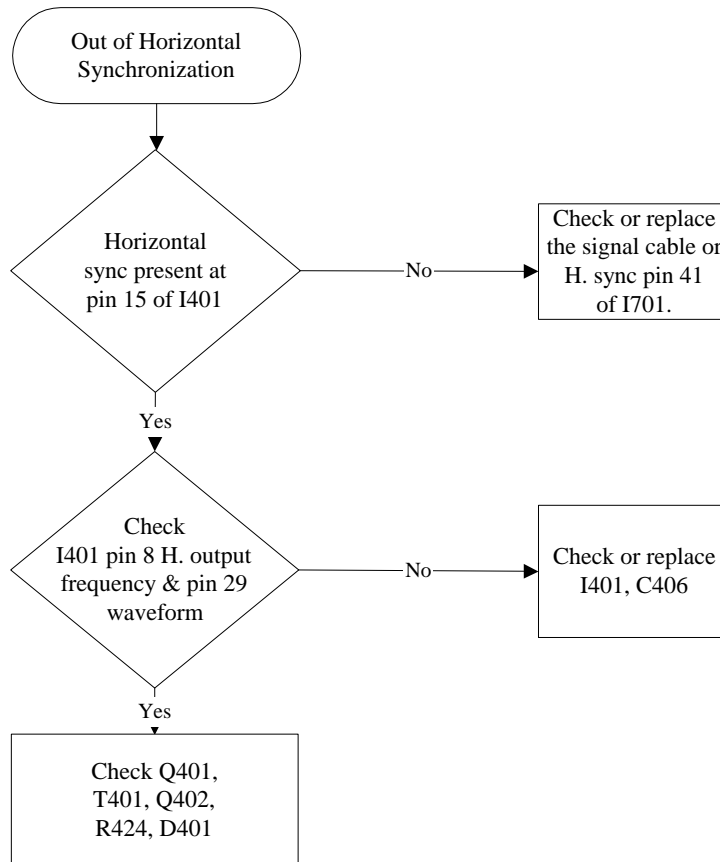 Out of Horizontal
Synchronization
Horizontal
sync present at
pin 15 of I401
No
Check or replace
the signal cable or
H. sync pin 41
of I701.
Yes
Check
I401 pin 8 H. output
frequency & pin 29
waveform
No
Check or replace
I401, C406
Yes
Check Q401,
T401, Q402,
R424, D401